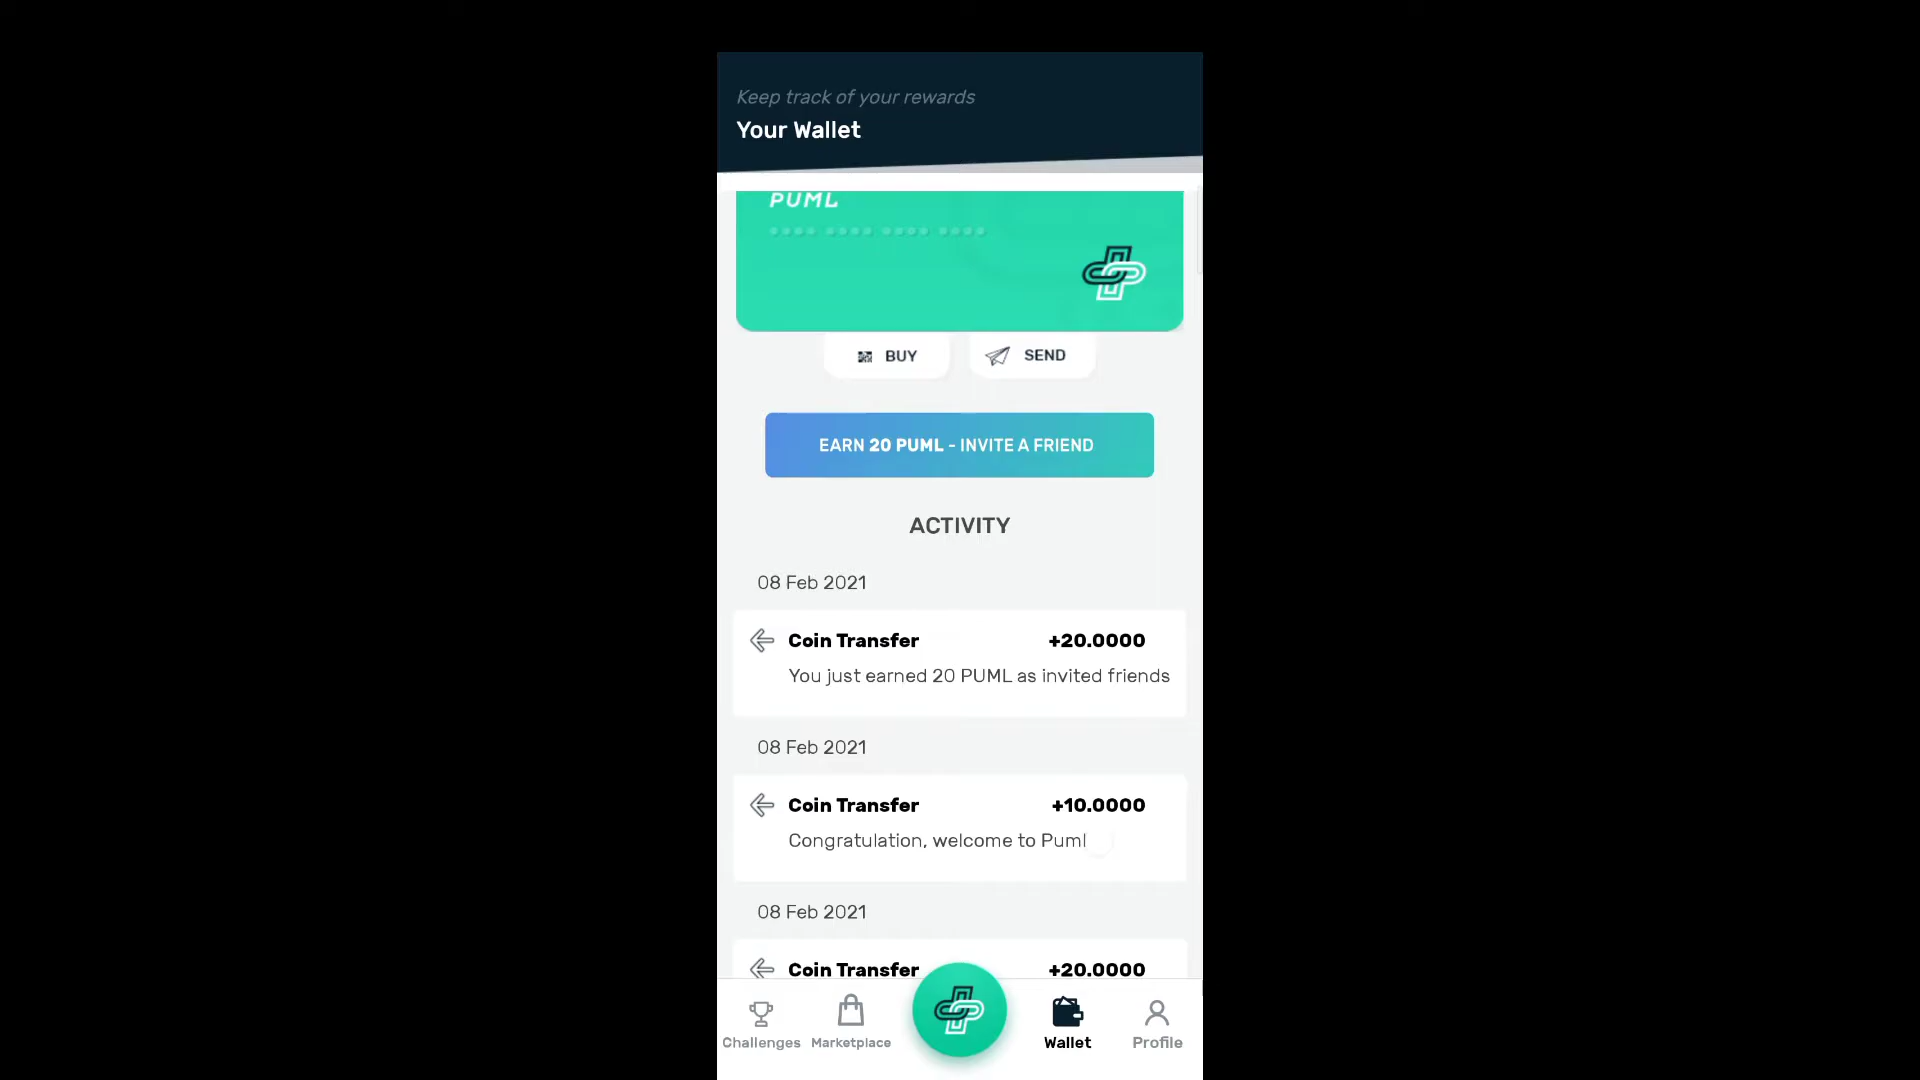 Keep track of your rewards
Your Wallet
PUML
BUY
SEND
EARN 20 PUML - INVITE A FRIEND
ACTIVITY
08 Feb 2021
Coin Transfer +20.0000
You just earned 20 PUML as invited friends
08 Feb 2021
Coin Transfer +10.0000
Congratulation, welcome to Puml
08 Feb 2021
Coin Transfer +20.0000
Challenges
Marketplace
Wallet
Profile